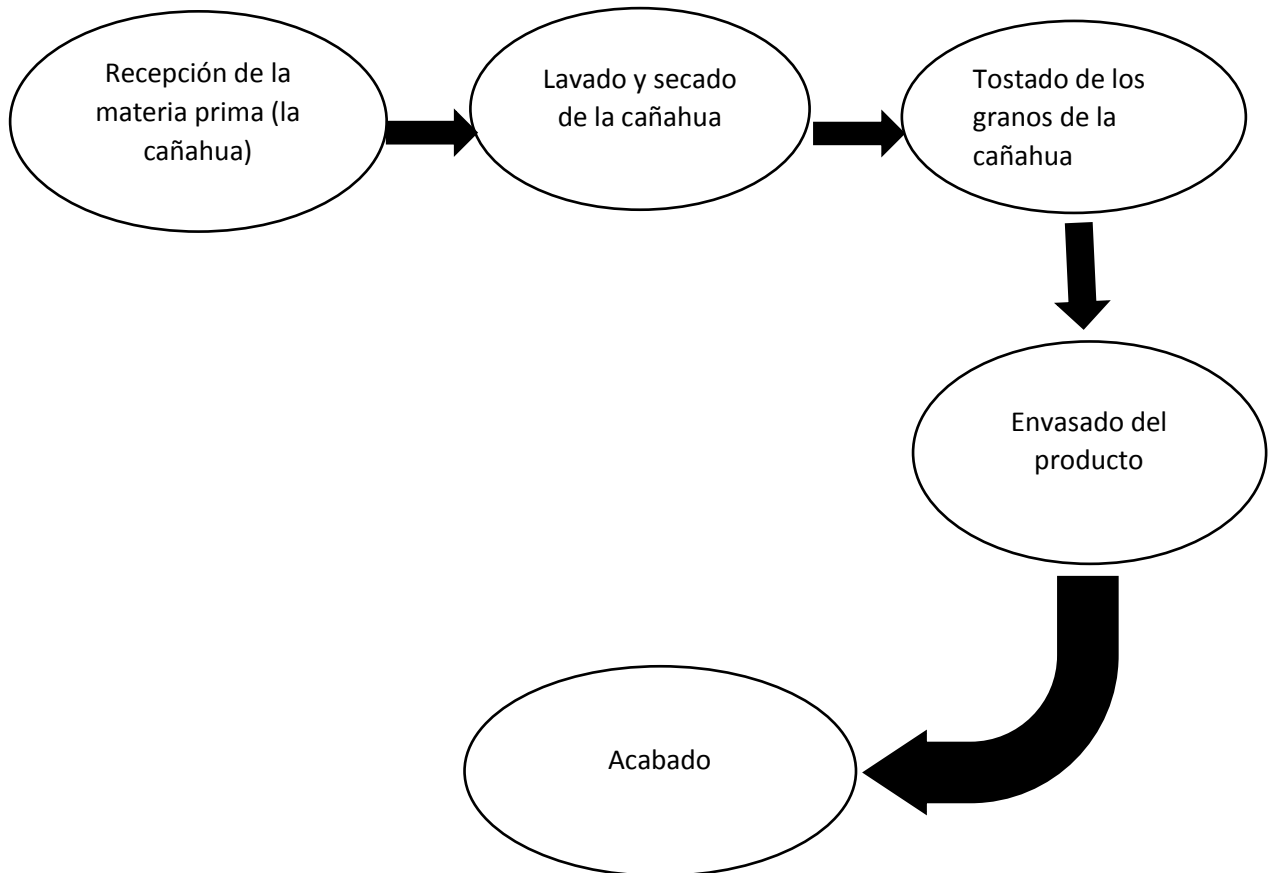 Recepción de la
materia prima (la
cañahua)
Lavado y secado
de la cañahua
Tostado de los
granos de la
cañahua
Envasado del
producto
Acabado